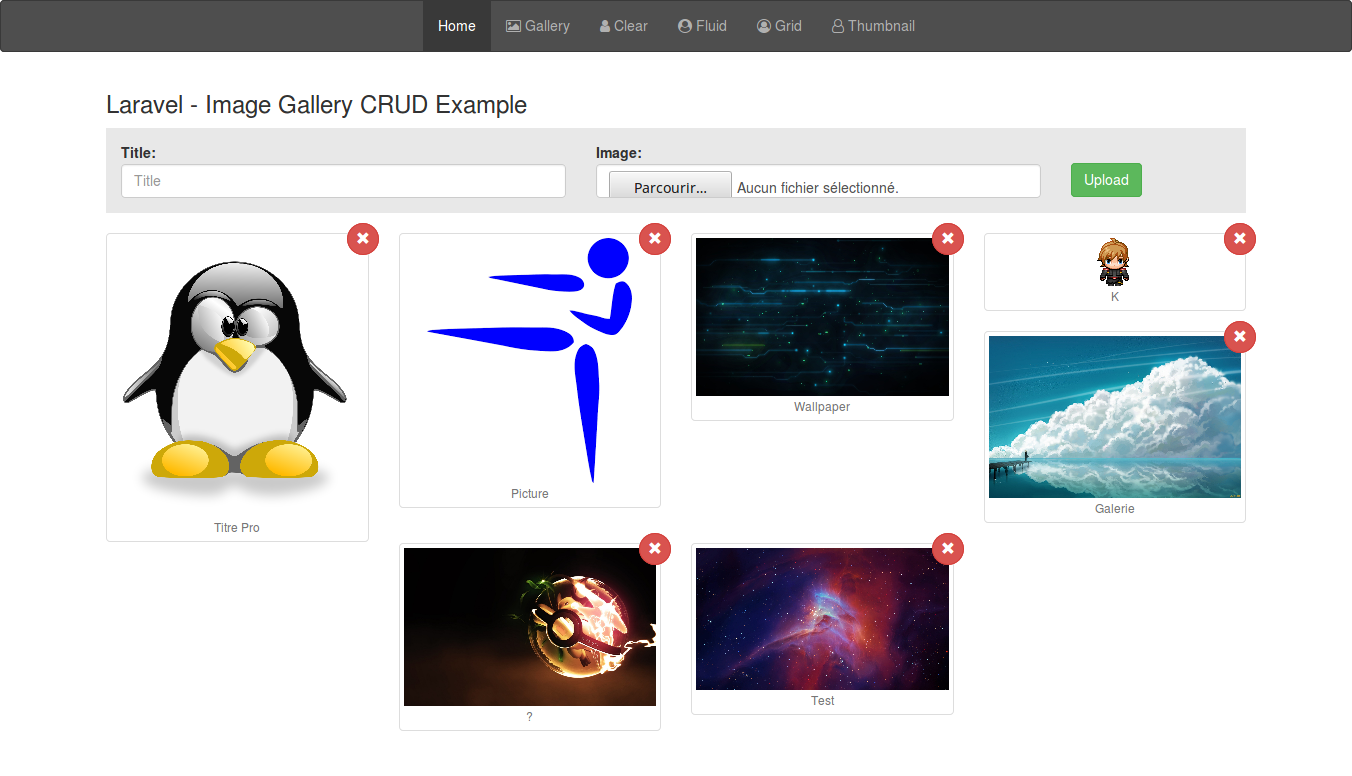 Home Gallery Clear Fluid Grid Thumbnail
Laravel - Image Gallery CRUD Example
Title: Image:
Title Parcourir... Aucun fichier sélectionné. Upload
K
Wallpaper
Picture
Galerie
Titre Pro
Test
?